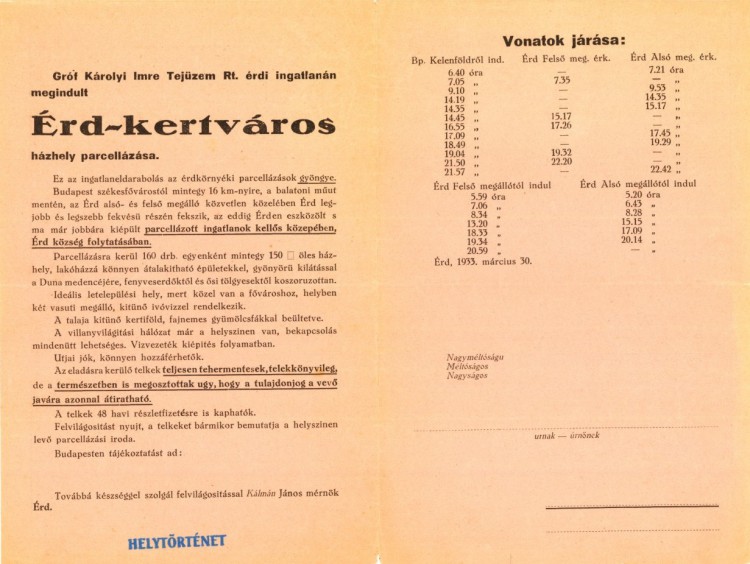 Gróf Károlyi Imre Tejüzem Rt. érdi ingatlanán
megindult
Érd-kertváros
házhely parcellázása.
Ez az ingatlaneldarabolás az érdkörnyéki parcellázások gyöngye.
Budapest székesfővárostól mintegy 16 km-nyire, a balatoni műut
mentén, az Érd alsó- és felső megálló közvetlen közelében Érd leg-
jobb és legszebb fekvésü részén fekszik, az eddig Érden eszközölt s
ma már jobbára kiépült parcellázott ingatlanok kellős közepében,
Érd község folytatásában.
Parcellázásra kerül 160 drb. egyenként mintegy 150 □ öles ház-
hely, lakóházzá könnyen átalakitható épületekkel, gyönyörü kilátással
a Duna medencéjére, fenyveserdőktől és ősi tölgyesektől koszoruzottan.
Ideális letelepülési hely, mert közel van a fővároshoz, helyben
két vasuti megálló, kitünő ivóvizzel rendelkezik.
A talaja kitünő kertiföld, fajnemes gyümölcsfákkal beültetve.
A villanyvilágitási hálózat már a helyszinen van, bekapcsolás
mindenütt lehetséges. Vizvezeték kiépités folyamatban.
Utjai jók, könnyen hozzáférhetők.
Az eladásra kerülő telkek teljesen tehermentesek, telekkönyvileg,
de a természetben is megosztottak ugy, hogy a tulajdonjog a vevő
javára azonnal átiratható.
A telkek 48 havi részletfizetésre is kaphatók.
Felvilágositást nyujt, a telkeket bármikor bemutatja a helyszinen
levő parcellázási iroda.
Budapesten tájékoztatást ad:
Továbbá készséggel szolgál felvilágositással Kálmán János mérnök
Érd.
HELYTÖRTÉNET
Vonatok járása:
Bp. Kelenföldről ind. Érd Felső meg. érk. Érd Alsó meg. érk.
6.40 óra — 7.21 óra
7.05 „ 7.35 — „
9.10 „ — 9.53 „
14.19 „ — 14.35 „
14.35 „ — 15.17 „
14.45 „ 15.17 — „
16.55 „ 17.26 — „
17.09 „ — 17.45 „
18.49 „ — 19.29 „
19.04 „ 19.32 — „
21.50 „ 22.20 — „
21.57 „ — 22.42 „
Érd Felső megállótól indul Érd Alsó megállótól indul
5.59 óra 5.20 óra
7.06 „ 6.43 „
8.34 „ 8.28 „
13.20 „ 15.15 „
18.33 „ 17.09 „
19.34 „ 20.14 „
20.59 „ — „
Érd, 1933. március 30.
Nagyméltóságu
Méltóságos
Nagyságos
urnak — úrnőnek